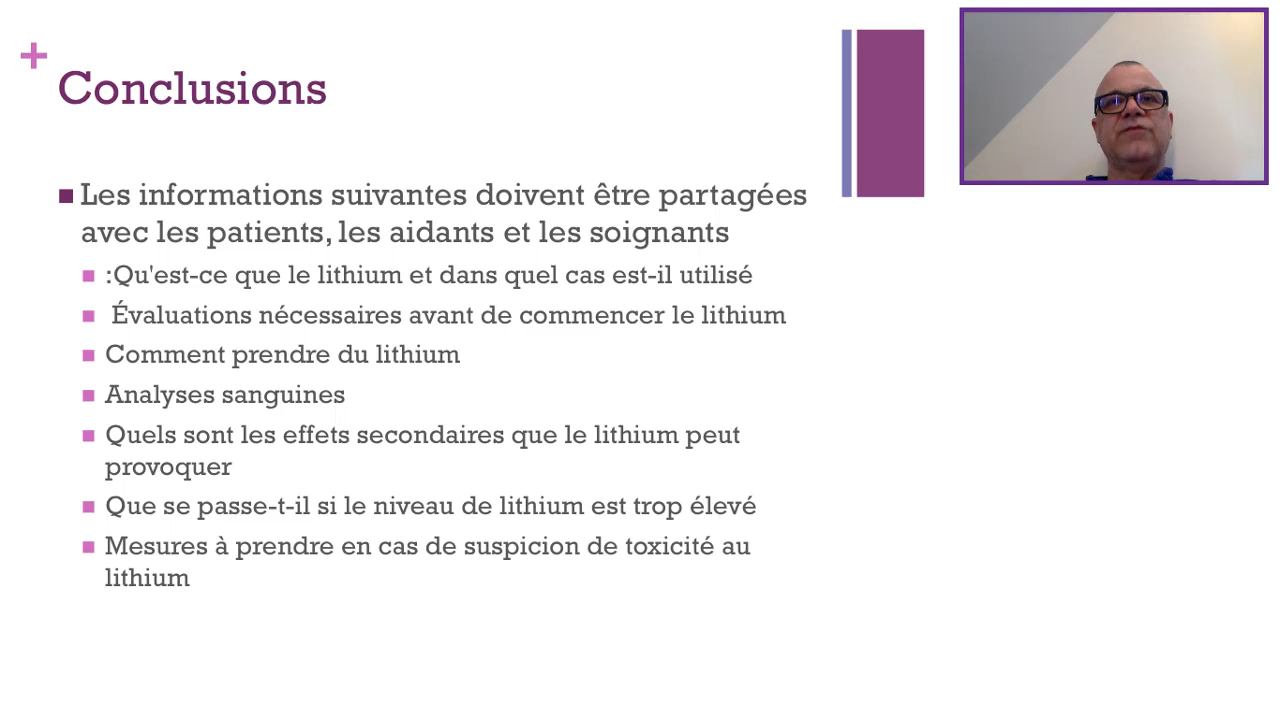 Conclusions
Les informations suivantes doivent être partagées
avec les patients, les aidants et les soignants
:Qu'est-ce que le lithium et dans quel cas est-il utilisé
Évaluations nécessaires avant de commencer le lithium
Comment prendre du lithium
Analyses sanguines
Quels sont les effets secondaires que le lithium peut
provoquer
Que se passe-t-il si le niveau de lithium est trop élevé
Mesures à prendre en cas de suspicion de toxicité au
lithium